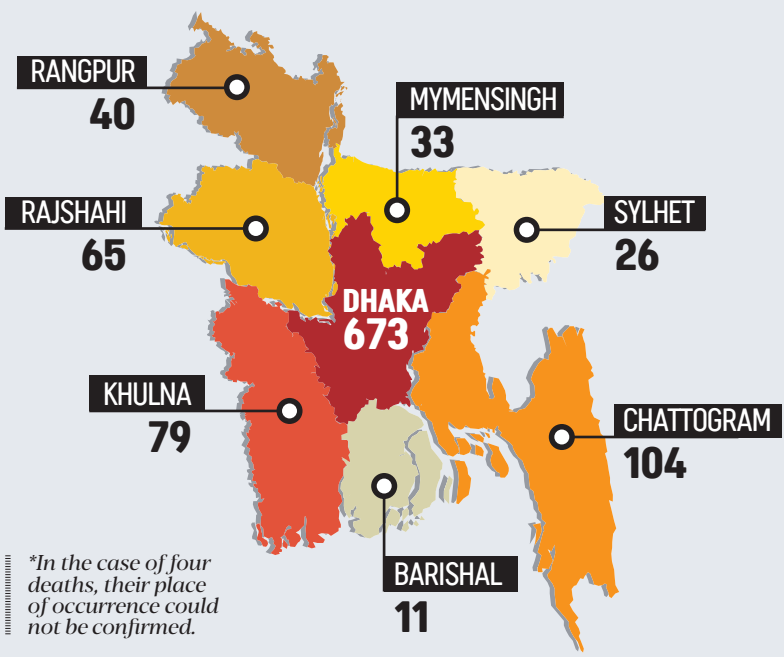 RANGPUR
40
MYMENSINGH
33
RAJSHAHI
65
SYLHET
26
DHAKA
673
KHULNA
79
CHATTOGRAM
104
BARISHAL
11
*In the case of four
deaths, their place
of occurrence could
not be confirmed.